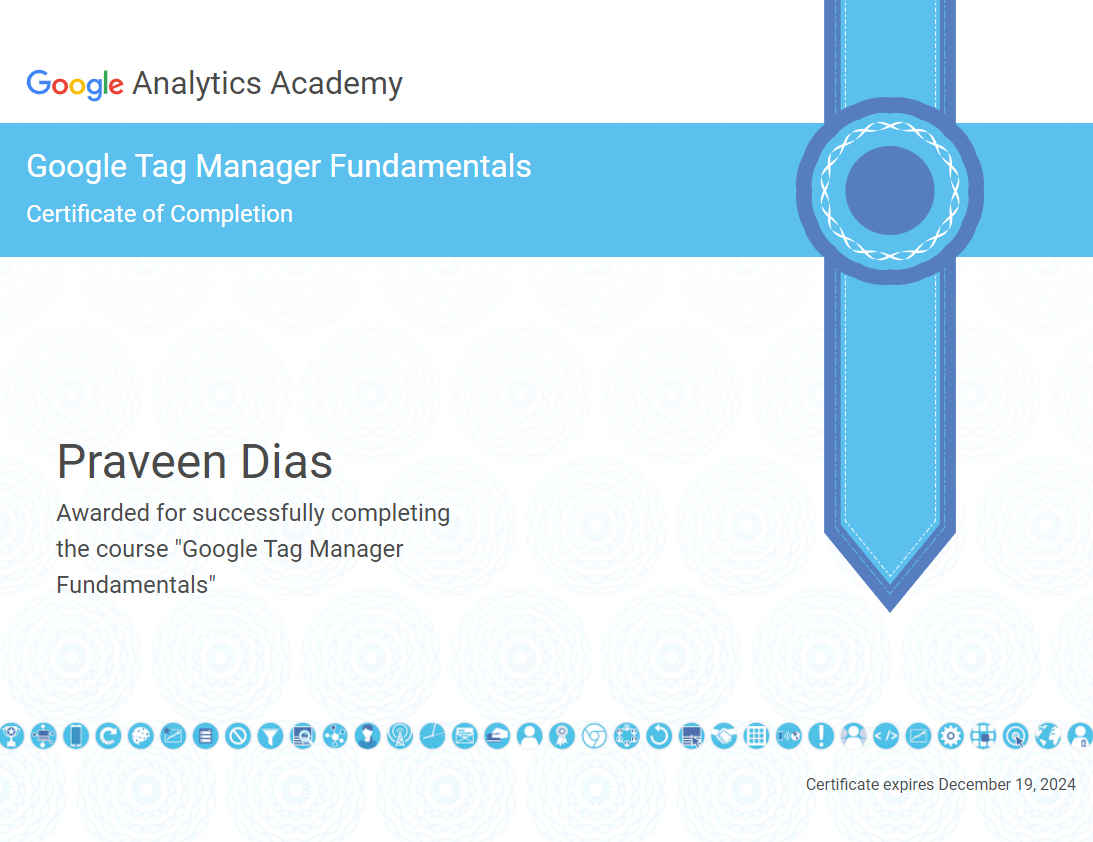 Google Analytics Academy
Google Tag Manager Fundamentals
Certificate of Completion
Praveen Dias
Awarded for successfully completing
the course "Google Tag Manager
Fundamentals"
Certificate expires December 19, 2024